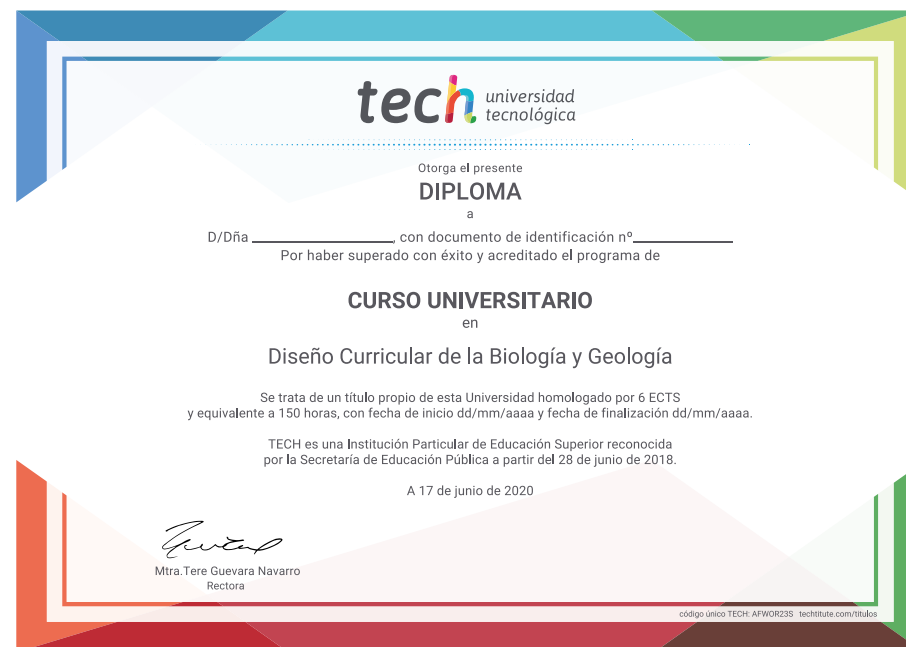 tech universidad
tecnológica
Otorga el presente
DIPLOMA
a
D/Dña ____________________, con documento de identificación nº______________
Por haber superado con éxito y acreditado el programa de
CURSO UNIVERSITARIO
en
Diseño Curricular de la Biología y Geología
Se trata de un título propio de esta Universidad homologado por 6 ECTS
y equivalente a 150 horas, con fecha de inicio dd/mm/aaaa y fecha de finalización dd/mm/aaaa.
TECH es una Institución Particular de Educación Superior reconocida
por la Secretaría de Educación Pública a partir del 28 de junio de 2018.
A 17 de junio de 2020
Mtra.Tere Guevara Navarro
Rectora
código único TECH: AFWOR23S techtitute.com/titulos